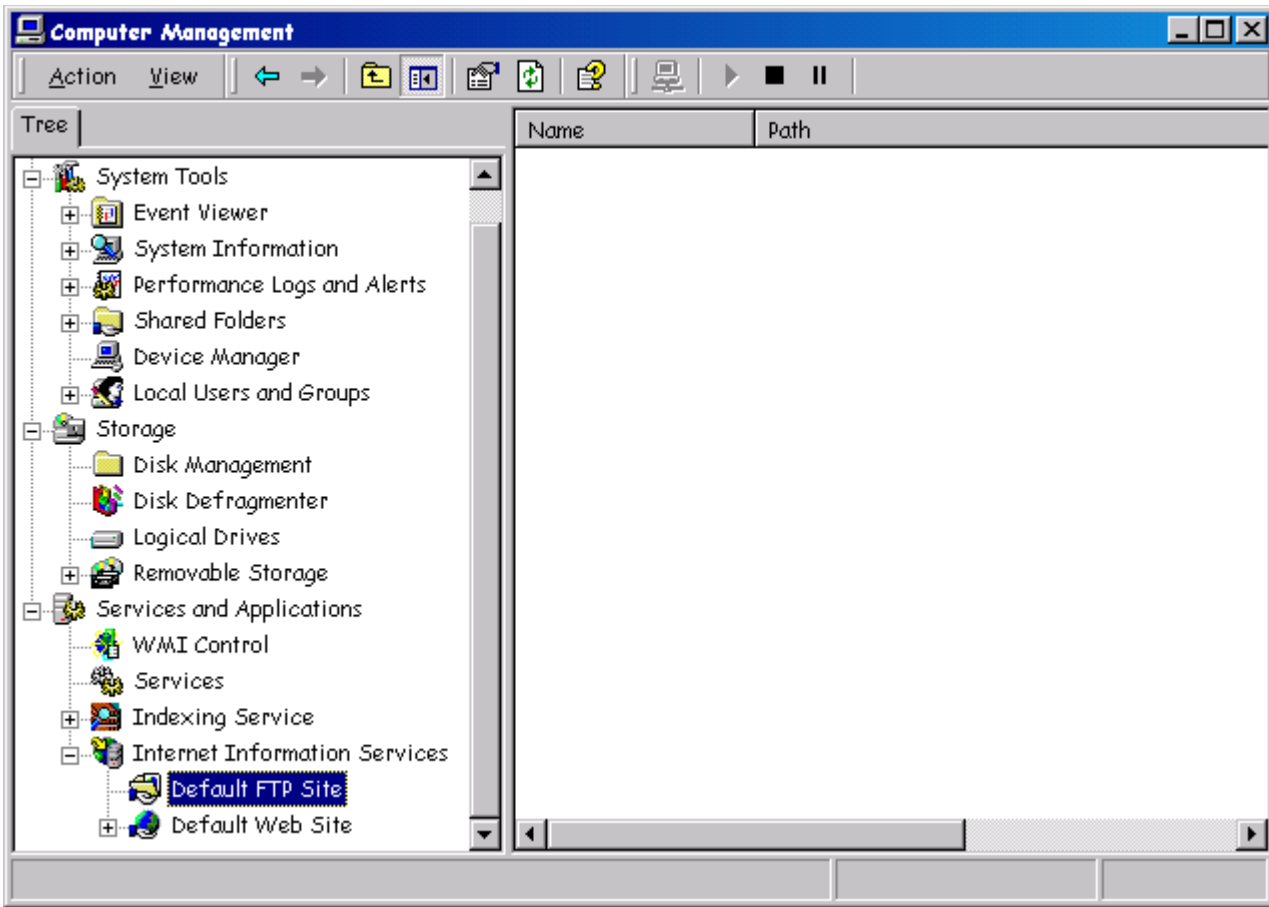 Computer Management
Action View
Tree
Name Path
System Tools
Event Viewer
System Information
Performance Logs and Alerts
Shared Folders
Device Manager
Local Users and Groups
Storage
Disk Management
Disk Defragmenter
Logical Drives
Removable Storage
Services and Applications
WMI Control
Services
Indexing Service
Internet Information Services
Default FTP Site
Default Web Site